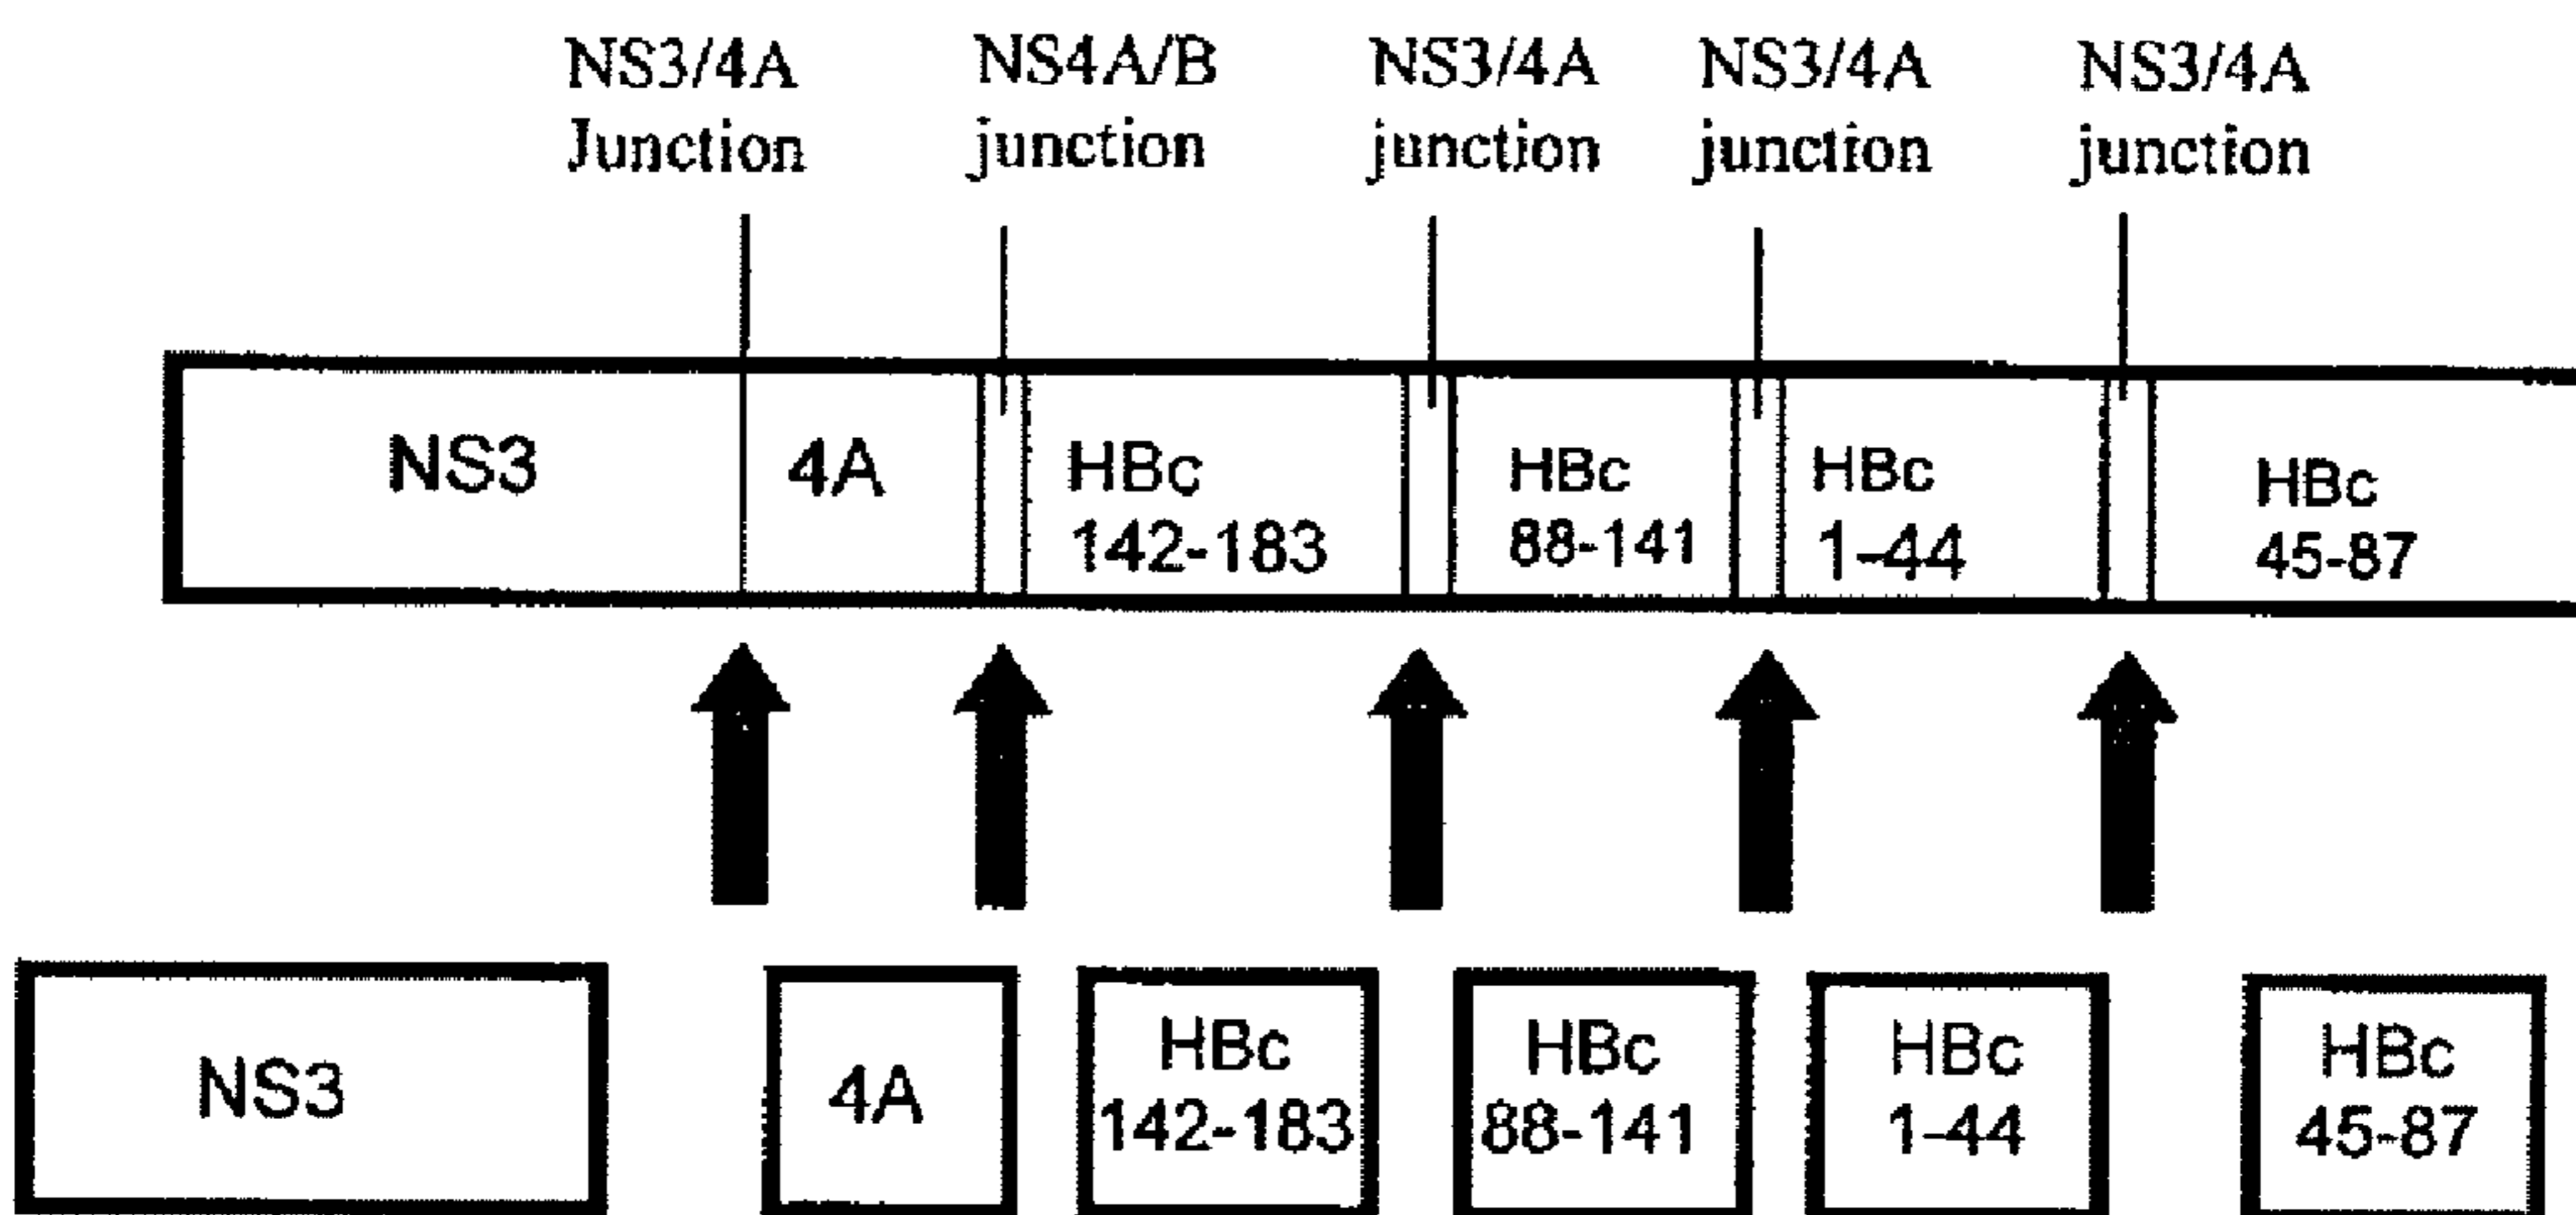 NS3/4A NS4A/B NS3/4A NS3/4A NS3/4A
Junction junction junction junction junction
NS3 4A HBc HBc HBc HBc
142-183 88-141 1-44 45-87
NS3 4A HBc HBc HBc HBc
142-183 88-141 1-44 45-87